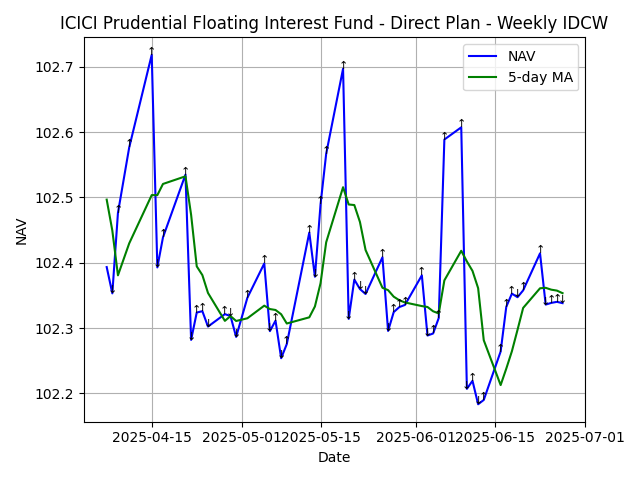 ICICI Prudential Floating Interest Fund - Direct Plan - Weekly IDCW
NAV
5-day MA
102.7
102.6
102.5
102.4
102.3
102.2
NAV
2025-04-15
2025-05-01
2025-05-15
2025-06-01
2025-06-15
2025-07-01
Date